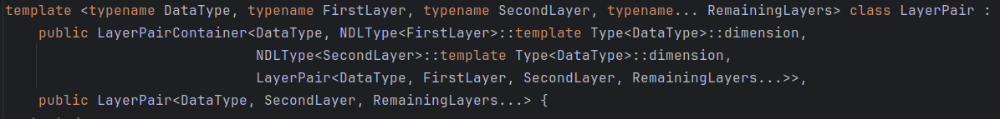 template <typename DataType, typename FirstLayer, typename SecondLayer, typename... RemainingLayers> class LayerPair :
public LayerPairContainer<DataType, NDLType<FirstLayer>::template Type<DataType>::dimension,
NDLType<SecondLayer>::template Type<DataType>::dimension,
LayerPair<DataType, FirstLayer, SecondLayer, RemainingLayers...>>,
public LayerPair<DataType, SecondLayer, RemainingLayers...> {